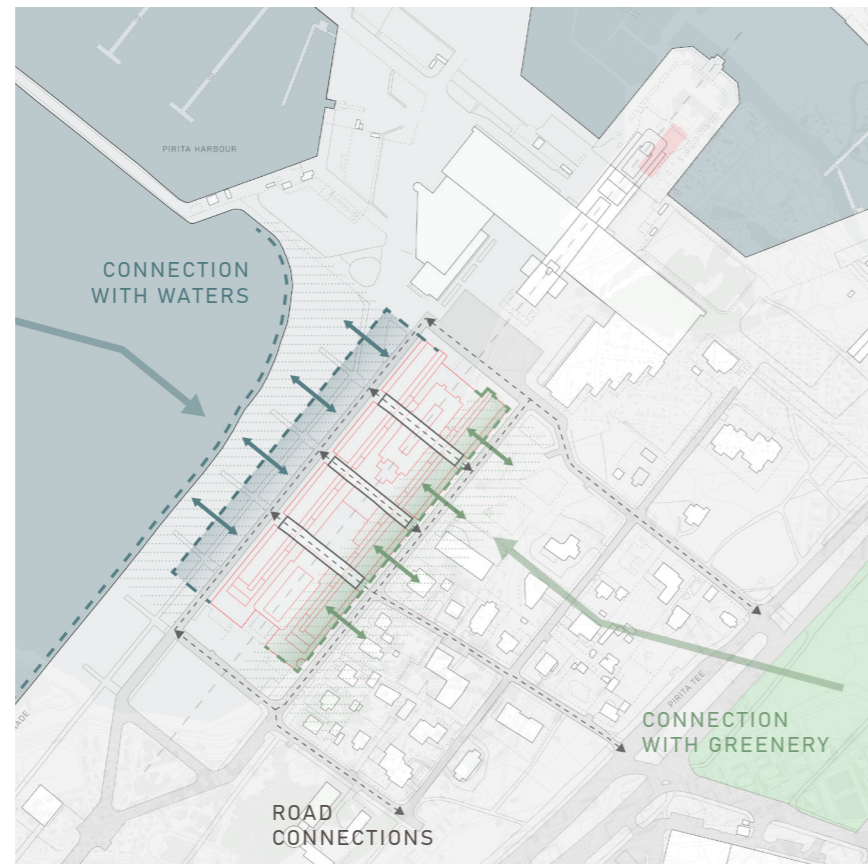 PIRITA HARBOUR
CONNECTION
WITH WATERS
PIRITA TEE
CONNECTION
WITH GREENERY
ROAD
CONNECTIONS